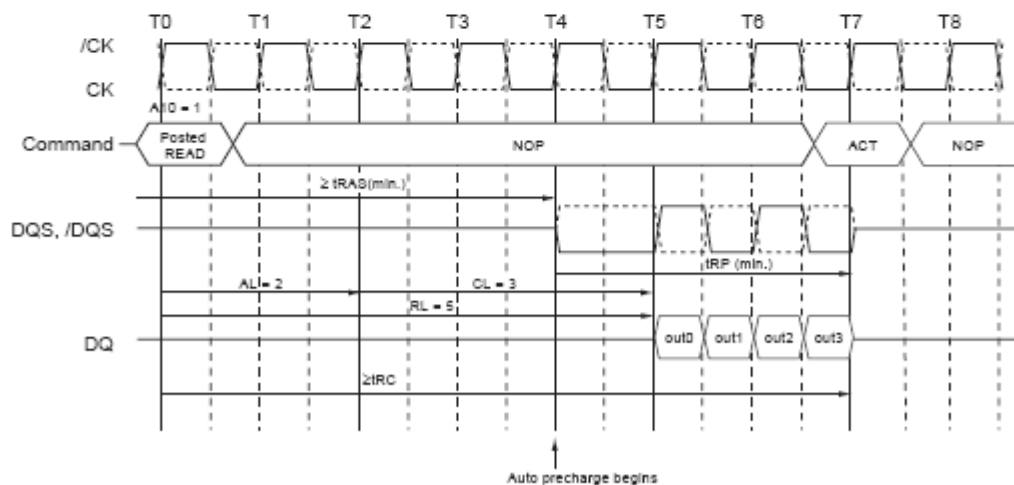 T0 T1 T2 T3 T4 T5 T6 T7 T8
/CK
CK
A10 = 1
Command Posted READ NOP ACT NOP
≥ tRAS(min.)
DQS, /DQS
tRP (min.)
AL = 2 CL = 3
RL = 5
DQ out0 out1 out2 out3
≥tRC
Auto precharge begins